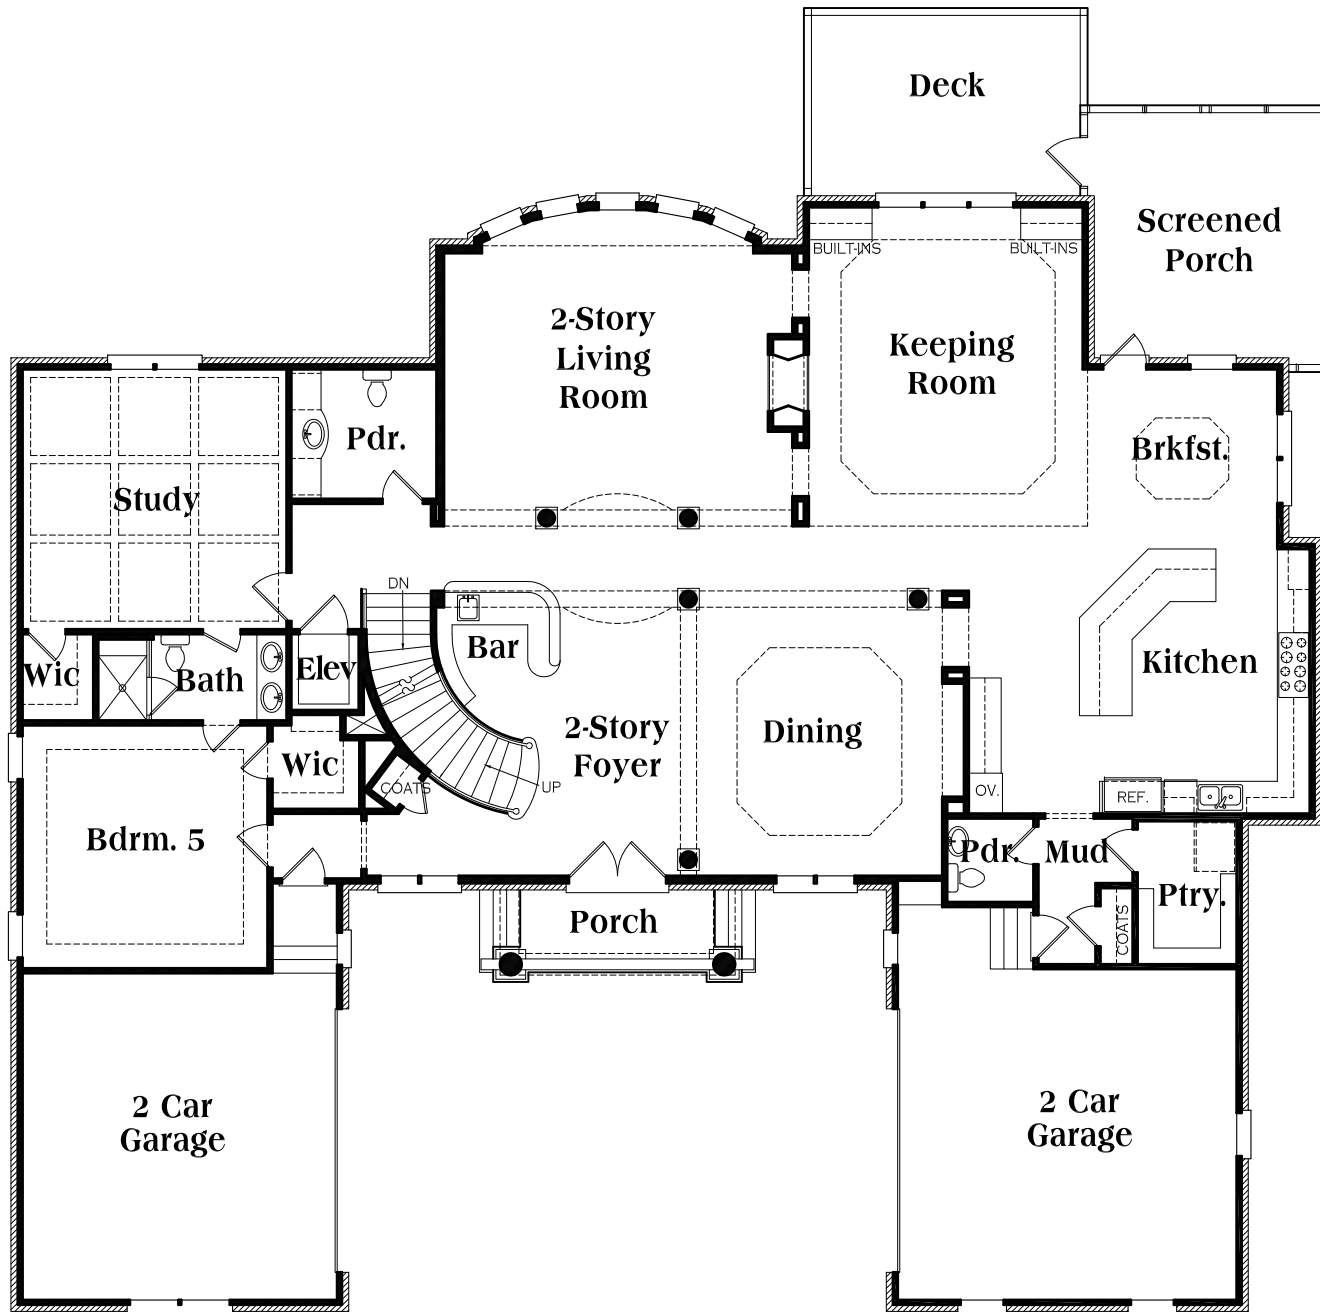 Deck
Screened
Porch
BUILT-INS
BUILT-INS
2-Story
Living
Room
Keeping
Room
Pdr.
Brkfst.
Study
DN
Bar
Wic
Bath
Elev
Kitchen
2-Story
Foyer
Dining
Wic
COATS
UP
OV.
REF.
Bdrm. 5
Pdr.
Mud
Ptry.
COATS
Porch
2 Car
Garage
2 Car
Garage